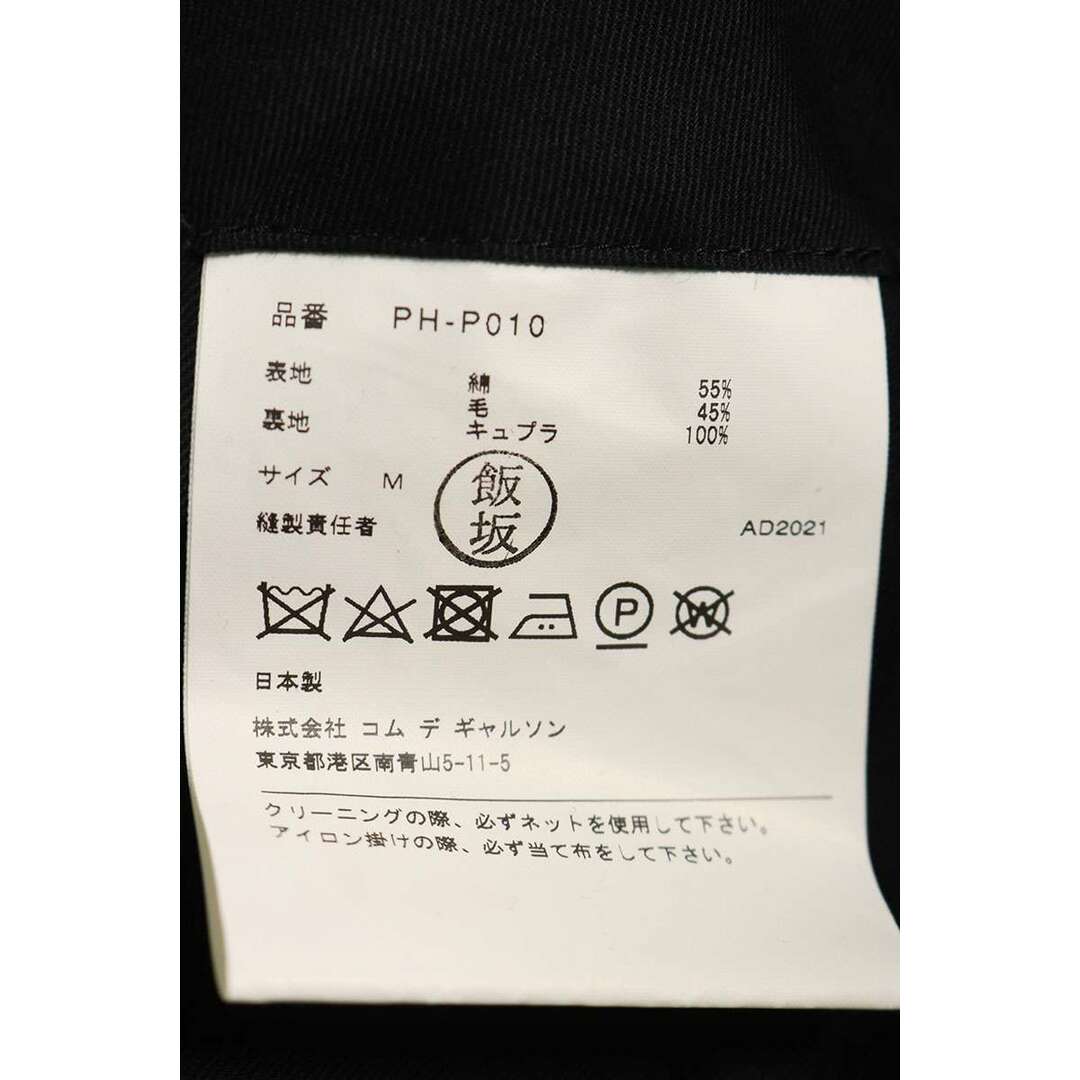 品番 PH-P010
表地 綿 55%
毛 45%
裏地 キュプラ 100%
サイズ M
飯坂
縫製責任者 AD2021
P W
日本製
株式会社 コム デ ギャルソン
東京都港区南青山5-11-5
クリーニングの際、必ずネットを使用して下さい。
アイロン掛けの際、必ず当て布をして下さい。